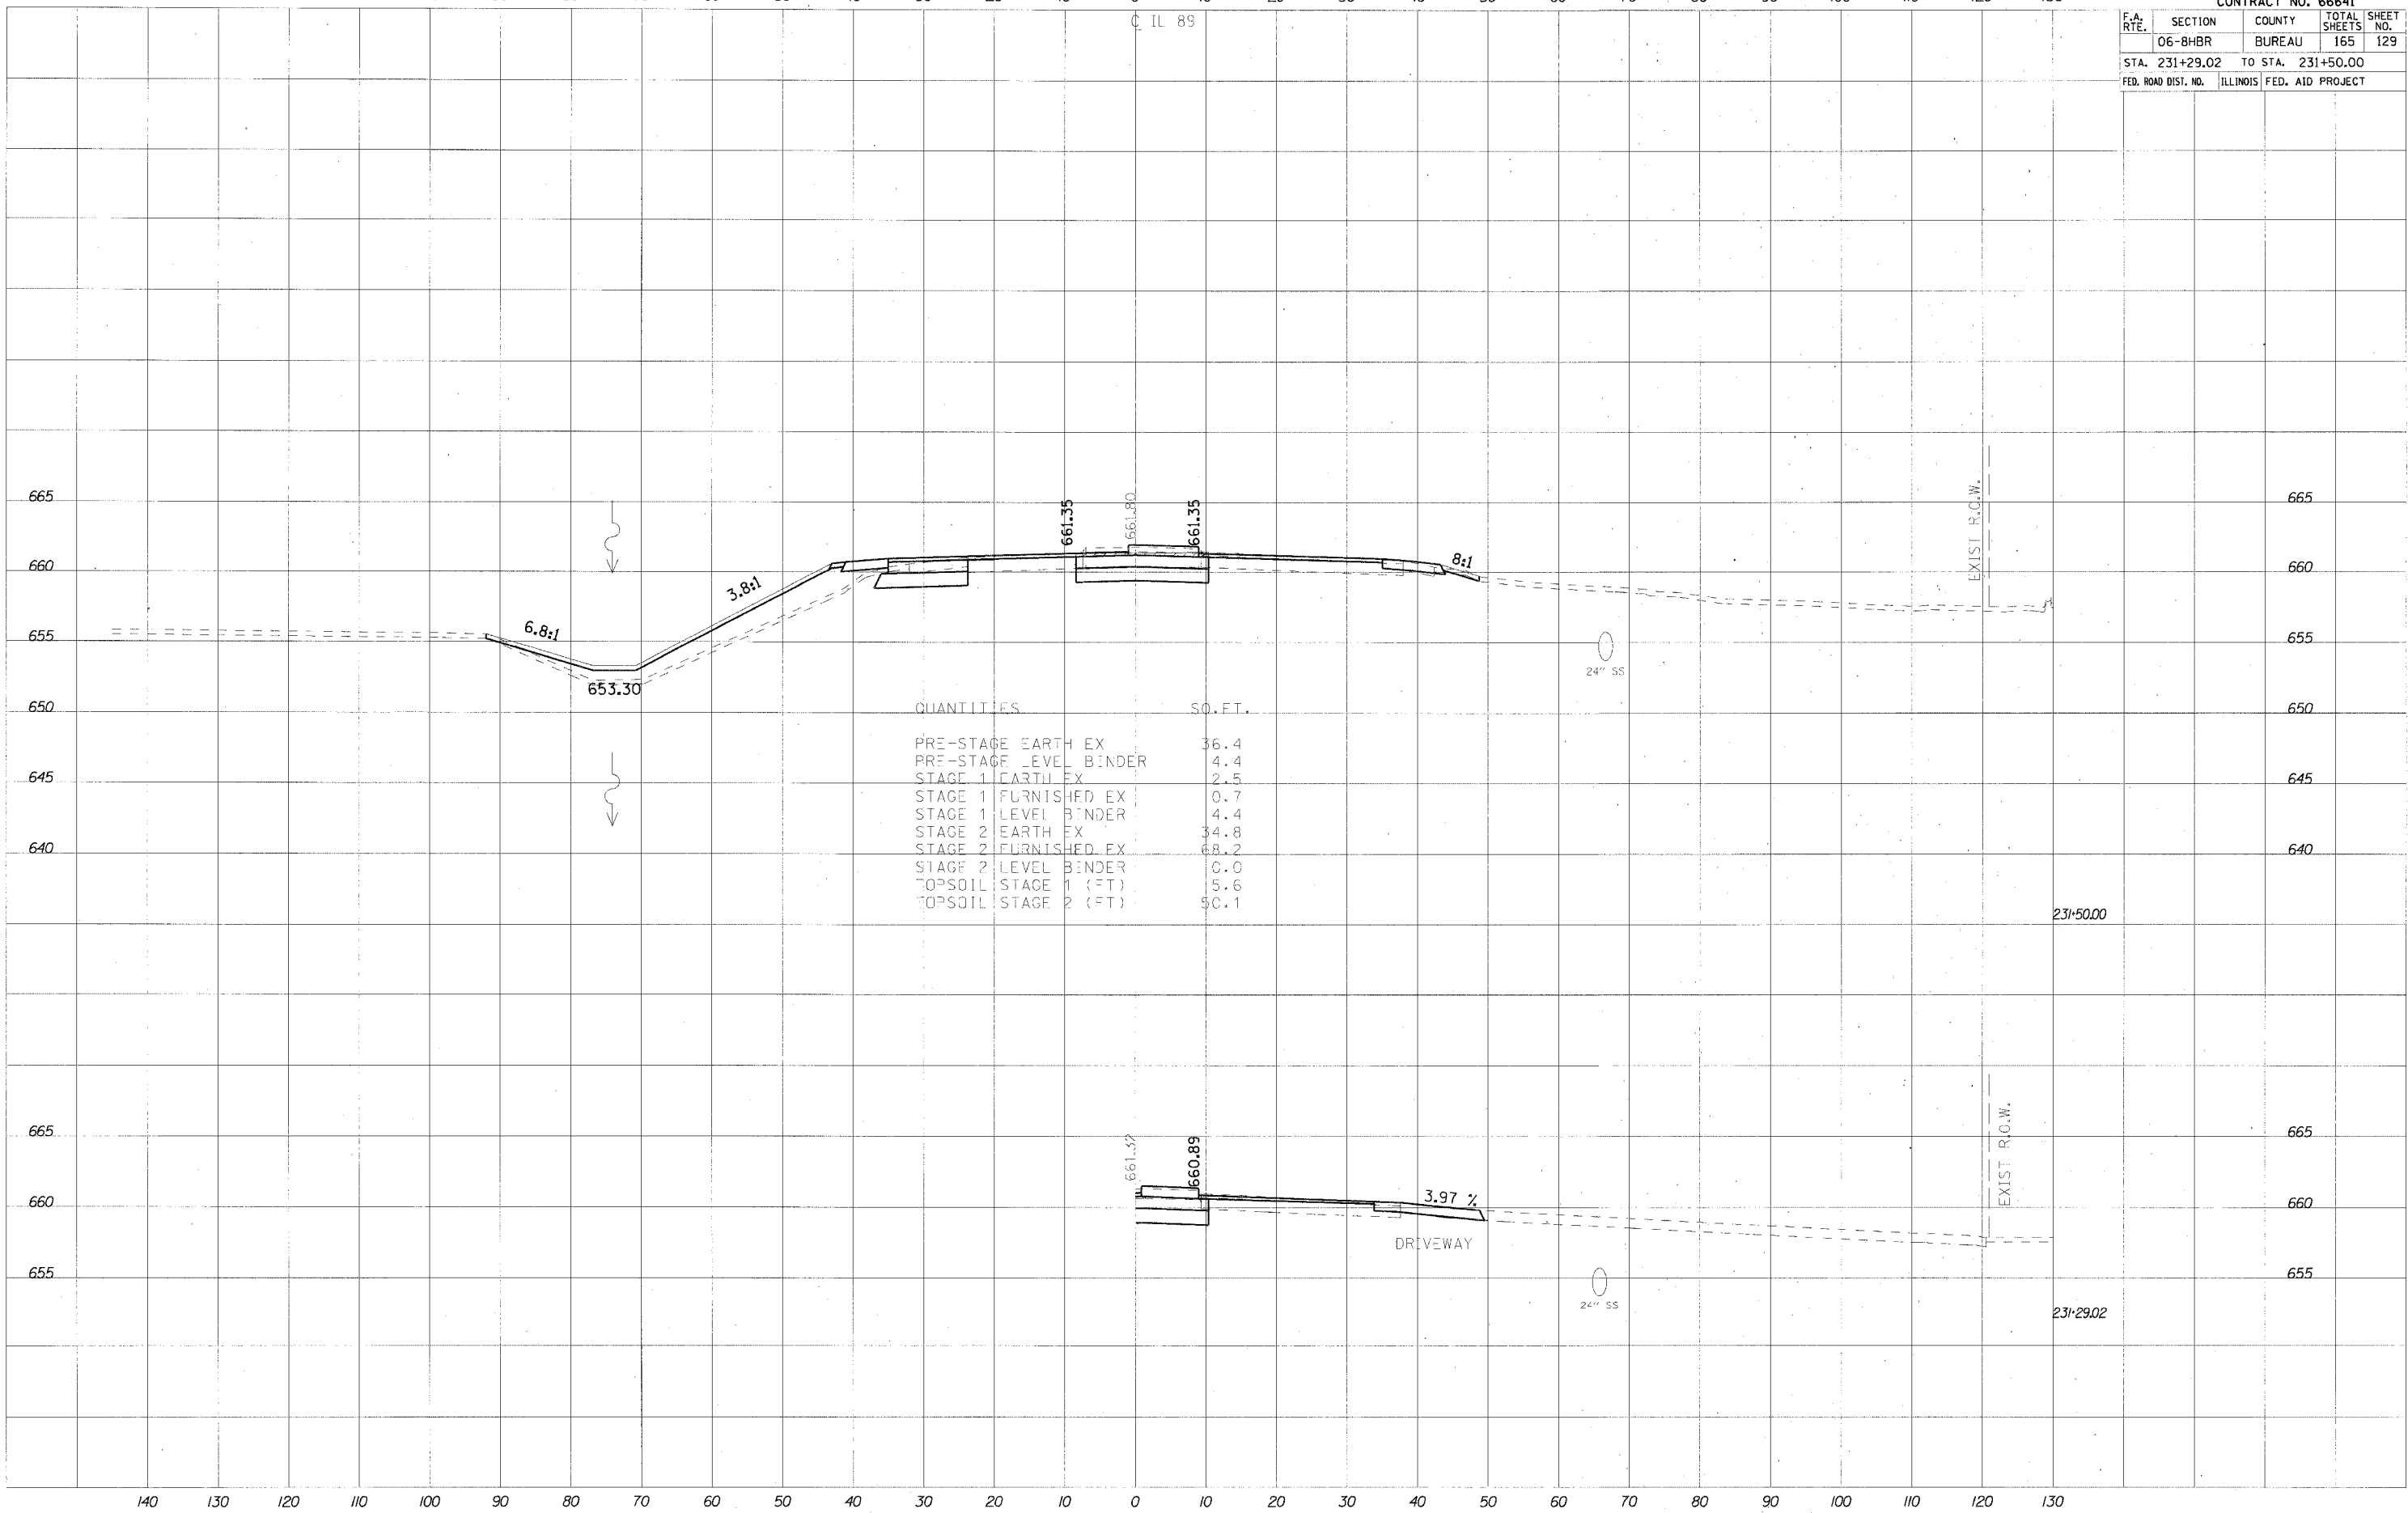 CONTRACT NO. 66641
F.A. RTE. SECTION COUNTY TOTAL SHEETS SHEET NO.
06-8HBR BUREAU 165 129
STA. 231+29.02 TO STA. 231+50.00
FED. ROAD DIST. NO. ILLINOIS FED. AID PROJECT
℄ IL 89
EXIST R.O.W.
665 661.35 661.80 661.35 665
660 3.8:1 8:1 660
655 6.8:1 655
653.30
24" SS
650 650
QUANTITIES SQ.FT.
PRE-STAGE EARTH EX 36.4
PRE-STAGE LEVEL BINDER 4.4
645 645
STAGE 1 EARTH EX 2.5
STAGE 1 FURNISHED EX 0.7
STAGE 1 LEVEL BINDER 4.4
STAGE 2 EARTH EX 34.8
640 640
STAGE 2 FURNISHED EX 68.2
STAGE 2 LEVEL BINDER 0.0
TOPSOIL STAGE 1 (FT) 5.6
TOPSOIL STAGE 2 (FT) 50.1
231+50.00
EXIST R.O.W.
665 661.37 660.89 665
660 3.97 % 660
DRIVEWAY
655 655
24" SS
231+29.02
140 130 120 110 100 90 80 70 60 50 40 30 20 10 0 10 20 30 40 50 60 70 80 90 100 110 120 130